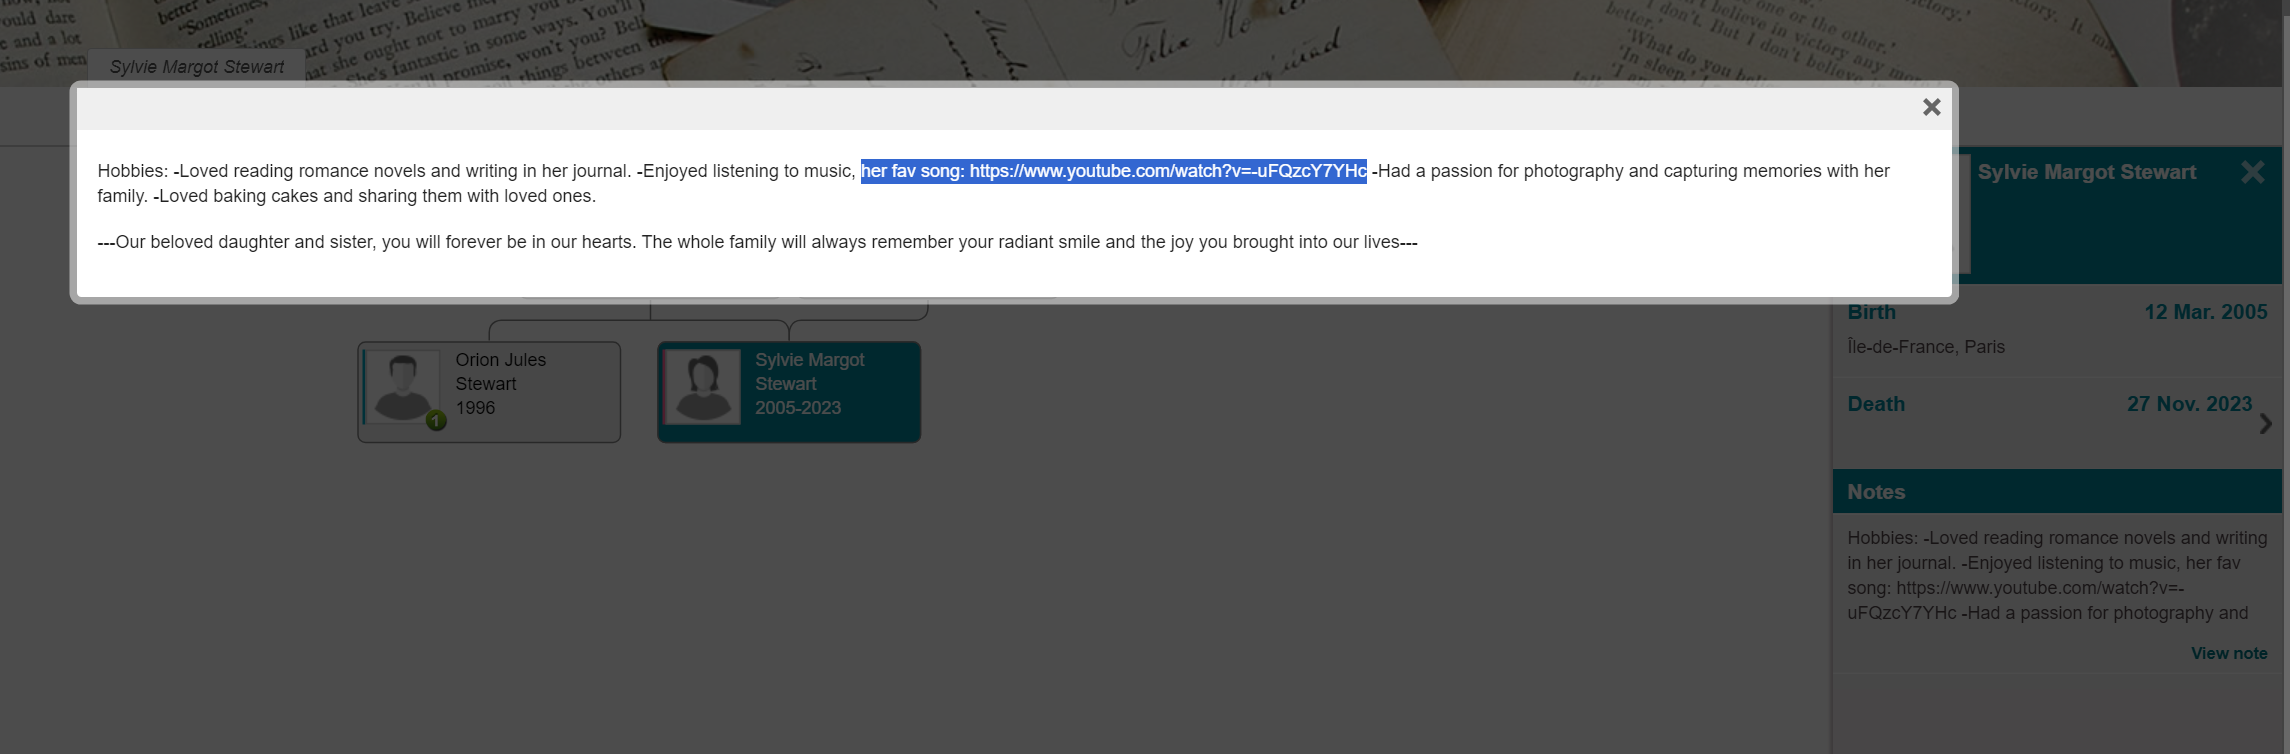 Sylvie Margot Stewart
Hobbies: -Loved reading romance novels and writing in her journal. -Enjoyed listening to music, her fav song: https://www.youtube.com/watch?v=-uFQzcY7YHc -Had a passion for photography and capturing memories with her
family. -Loved baking cakes and sharing them with loved ones.
---Our beloved daughter and sister, you will forever be in our hearts. The whole family will always remember your radiant smile and the joy you brought into our lives---
Orion Jules
Stewart
1996
1
Sylvie Margot
Stewart
2005-2023
Sylvie Margot Stewart
Birth 12 Mar. 2005
Île-de-France, Paris
Death 27 Nov. 2023
Notes
Hobbies: -Loved reading romance novels and writing
in her journal. -Enjoyed listening to music, her fav
song: https://www.youtube.com/watch?v=-
uFQzcY7YHc -Had a passion for photography and
View note